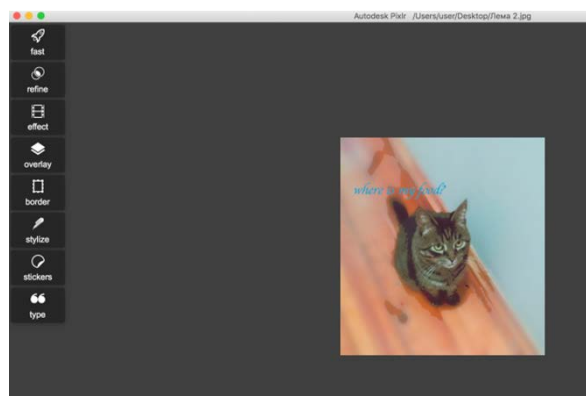 Autodesk Pixlr /Users/user/Desktop/Лема 2.jpg
fast
refine
effect
overlay
border
stylize
stickers
type
where is my food?